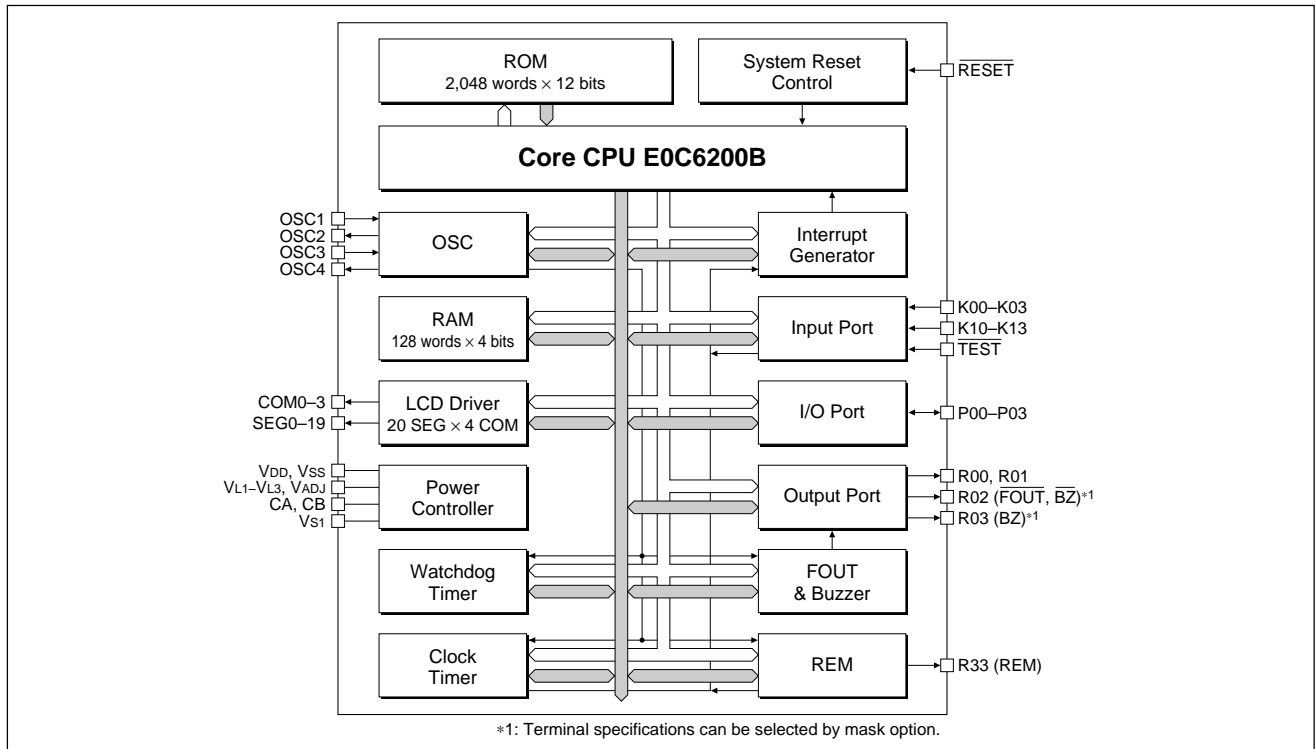 ROM
2,048 words × 12 bits
System Reset
Control
RESET
Core CPU E0C6200B
OSC1
OSC2
OSC3
OSC4
OSC
Interrupt
Generator
RAM
128 words × 4 bits
Input Port
K00–K03
K10–K13
TEST
COM0–3
SEG0–19
LCD Driver
20 SEG × 4 COM
I/O Port
P00–P03
VDD, VSS
VL1–VL3, VADJ
CA, CB
VS1
Power
Controller
Output Port
R00, R01
R02 (FOUT, BZ)*1
R03 (BZ)*1
Watchdog
Timer
FOUT
& Buzzer
Clock
Timer
REM
R33 (REM)
*1: Terminal specifications can be selected by mask option.